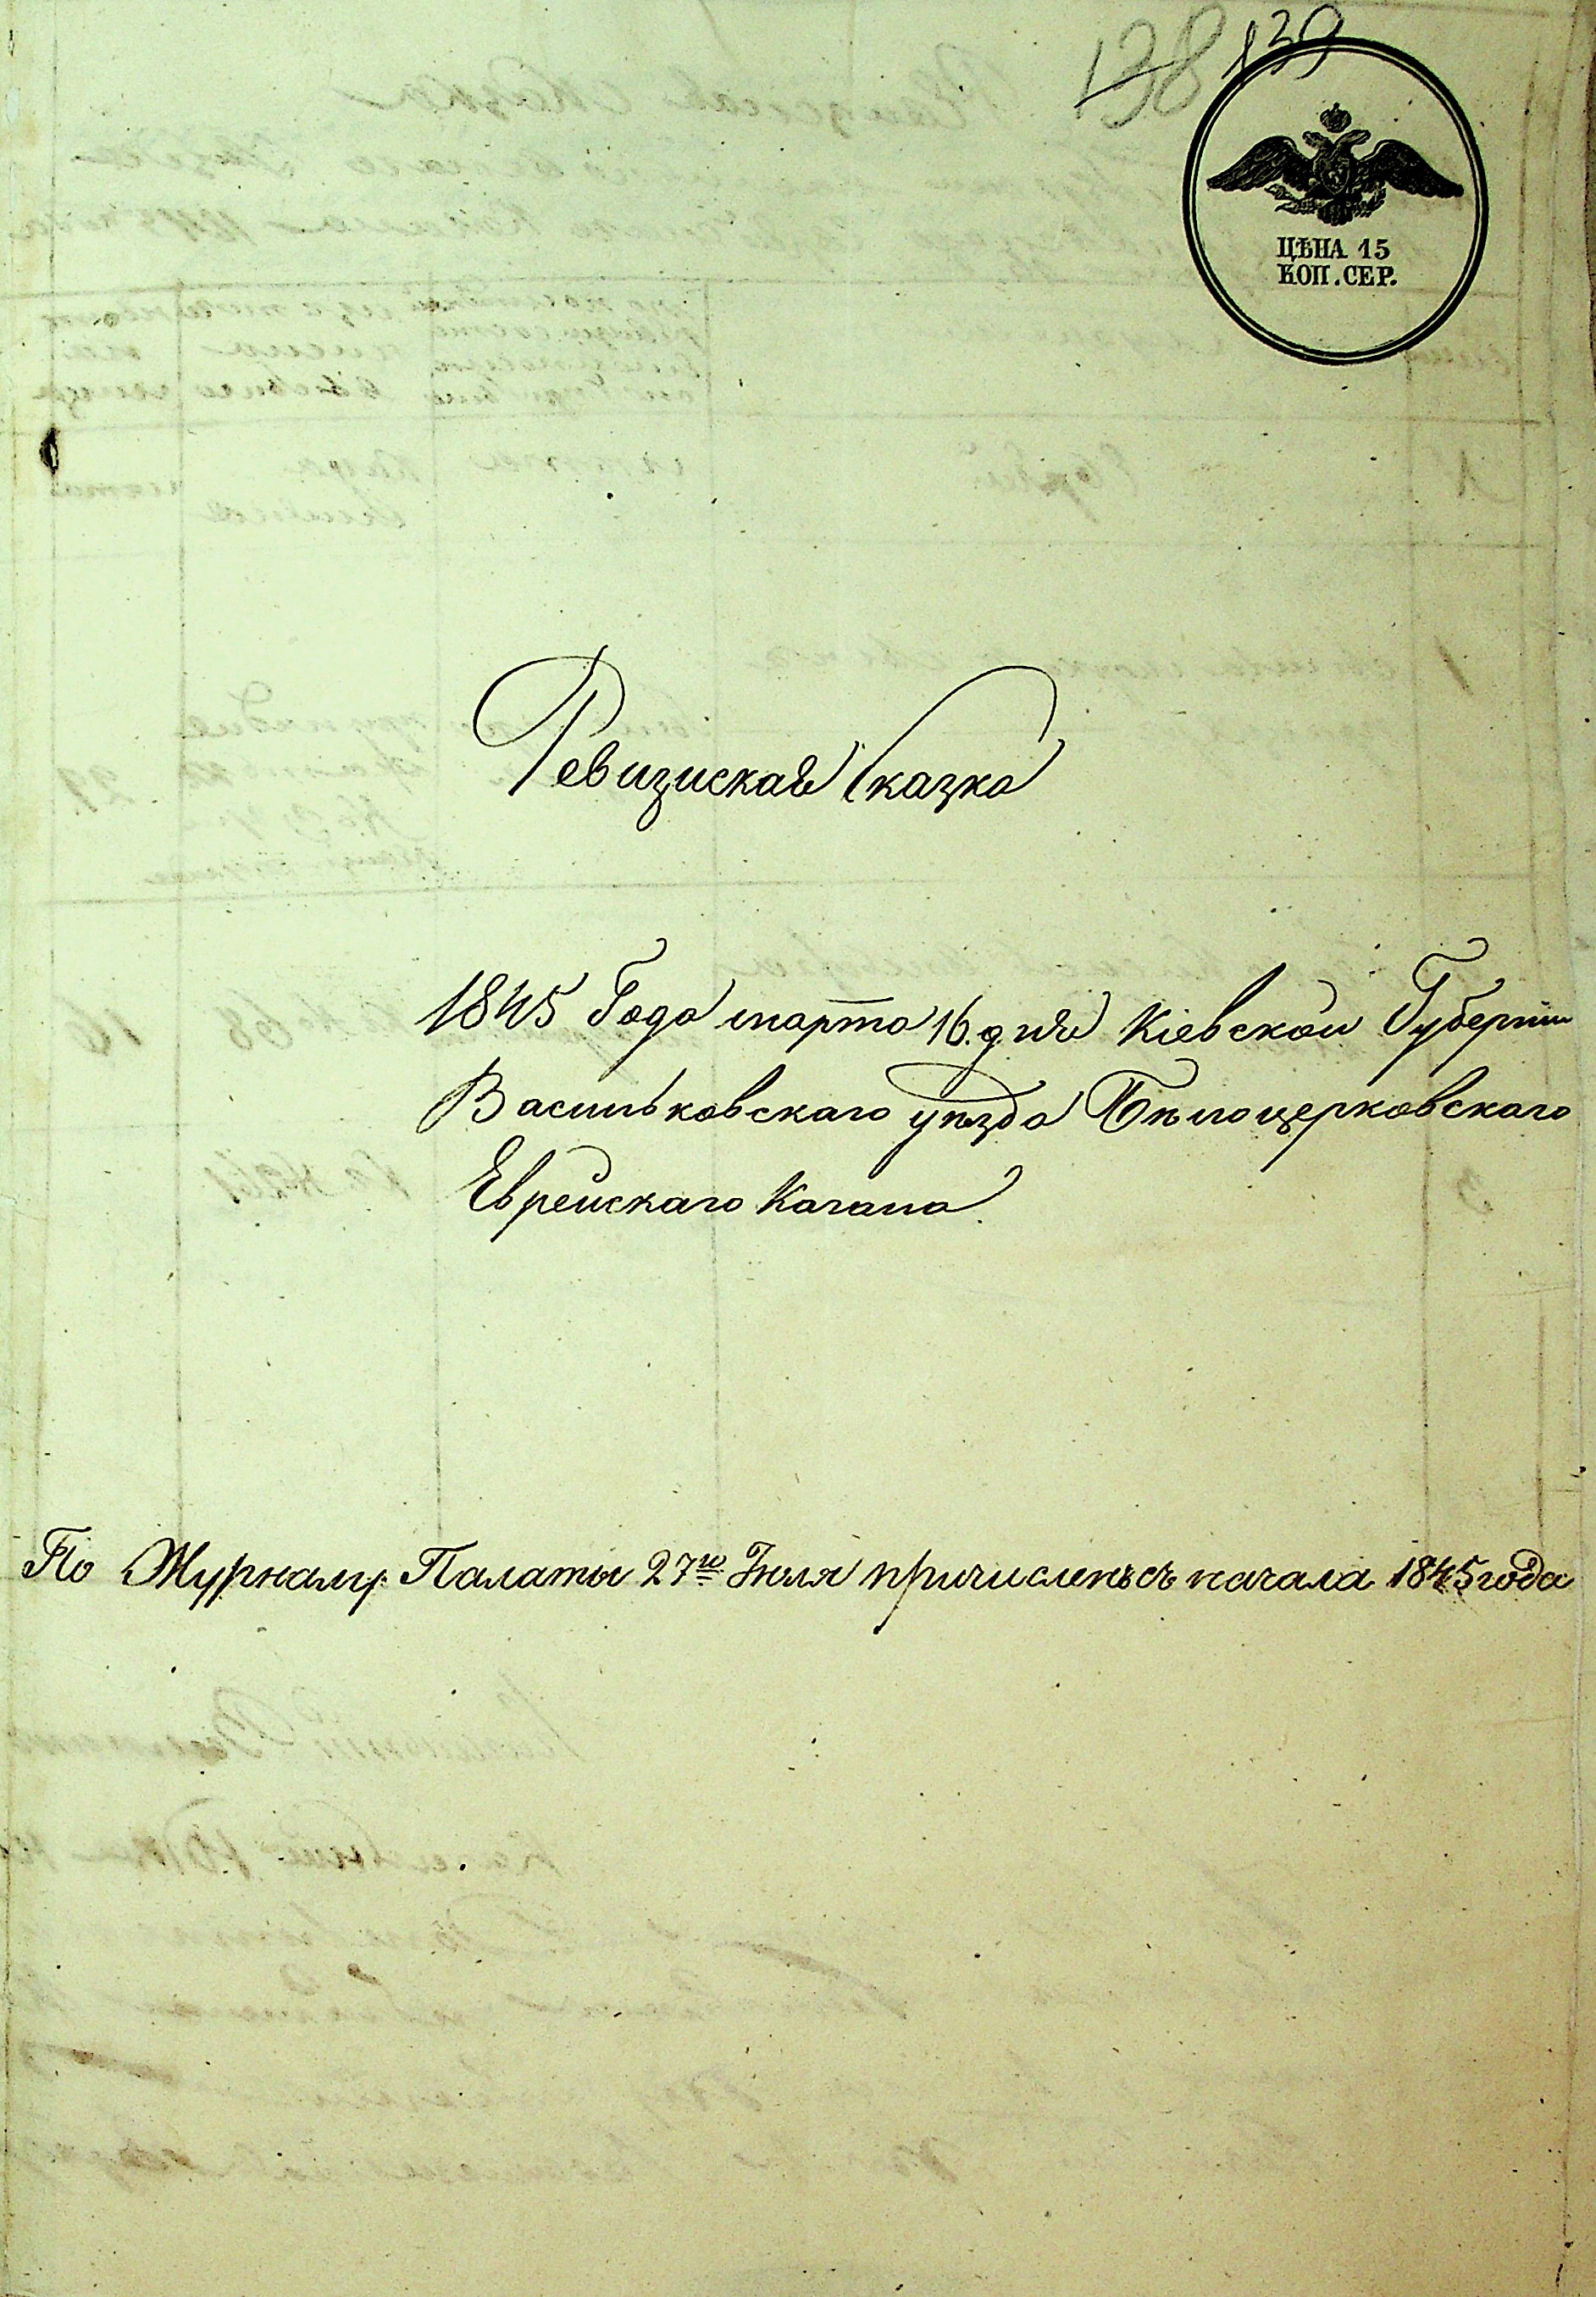 138 139
ЦѢНА 15
КОП. СЕР.
Ревизиская Сказка
1845 Года марта 16. дня Кіевской Губерніи
Васильковскаго уѣзда Бѣлоцерковскаго
Еврейскаго Кагала
По Журналу Палаты 27го Іюля причисленъ съ начала 1845 года